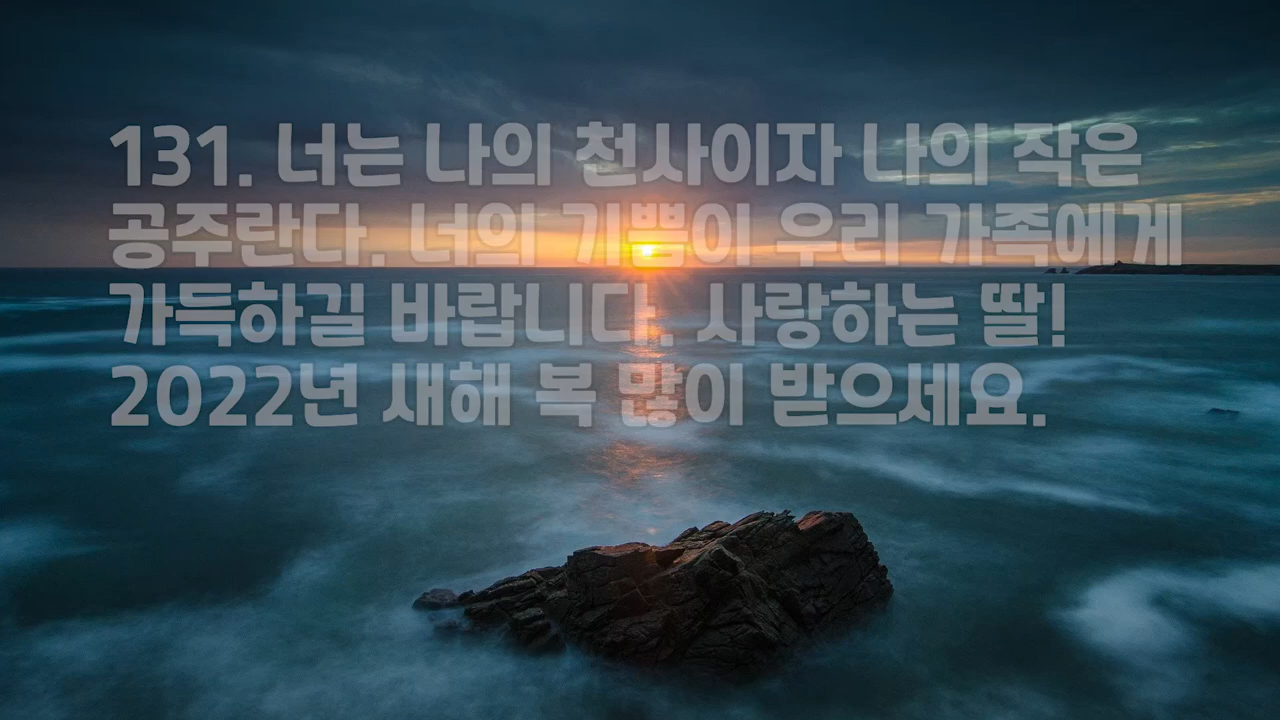 131. 너는 나의 천사이자 나의 작은
공주란다. 너의 기쁨이 우리 가족에게
가득하길 바랍니다. 사랑하는 딸!
2022년 새해 복 많이 받으세요.